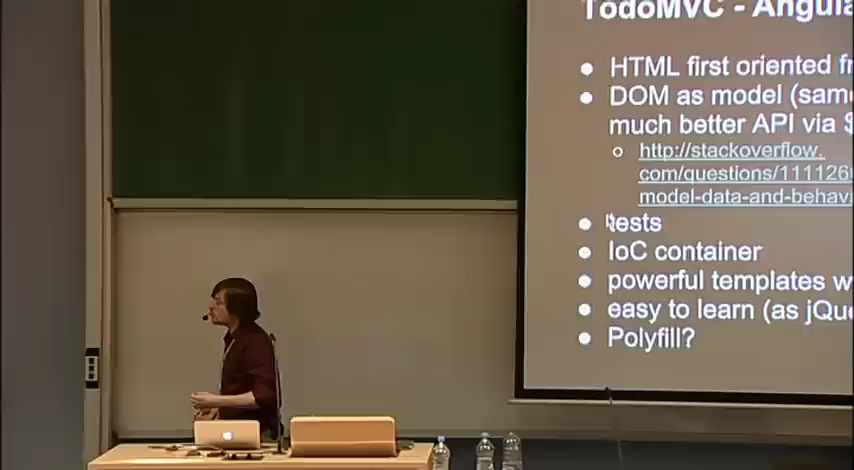 TodoMVC - Angula
HTML first oriented fr
DOM as model (sam
much better API via $
http://stackoverflow.
com/questions/111126
model-data-and-behav
tests
IoC container
powerful templates w
easy to learn (as jQue
Polyfill?